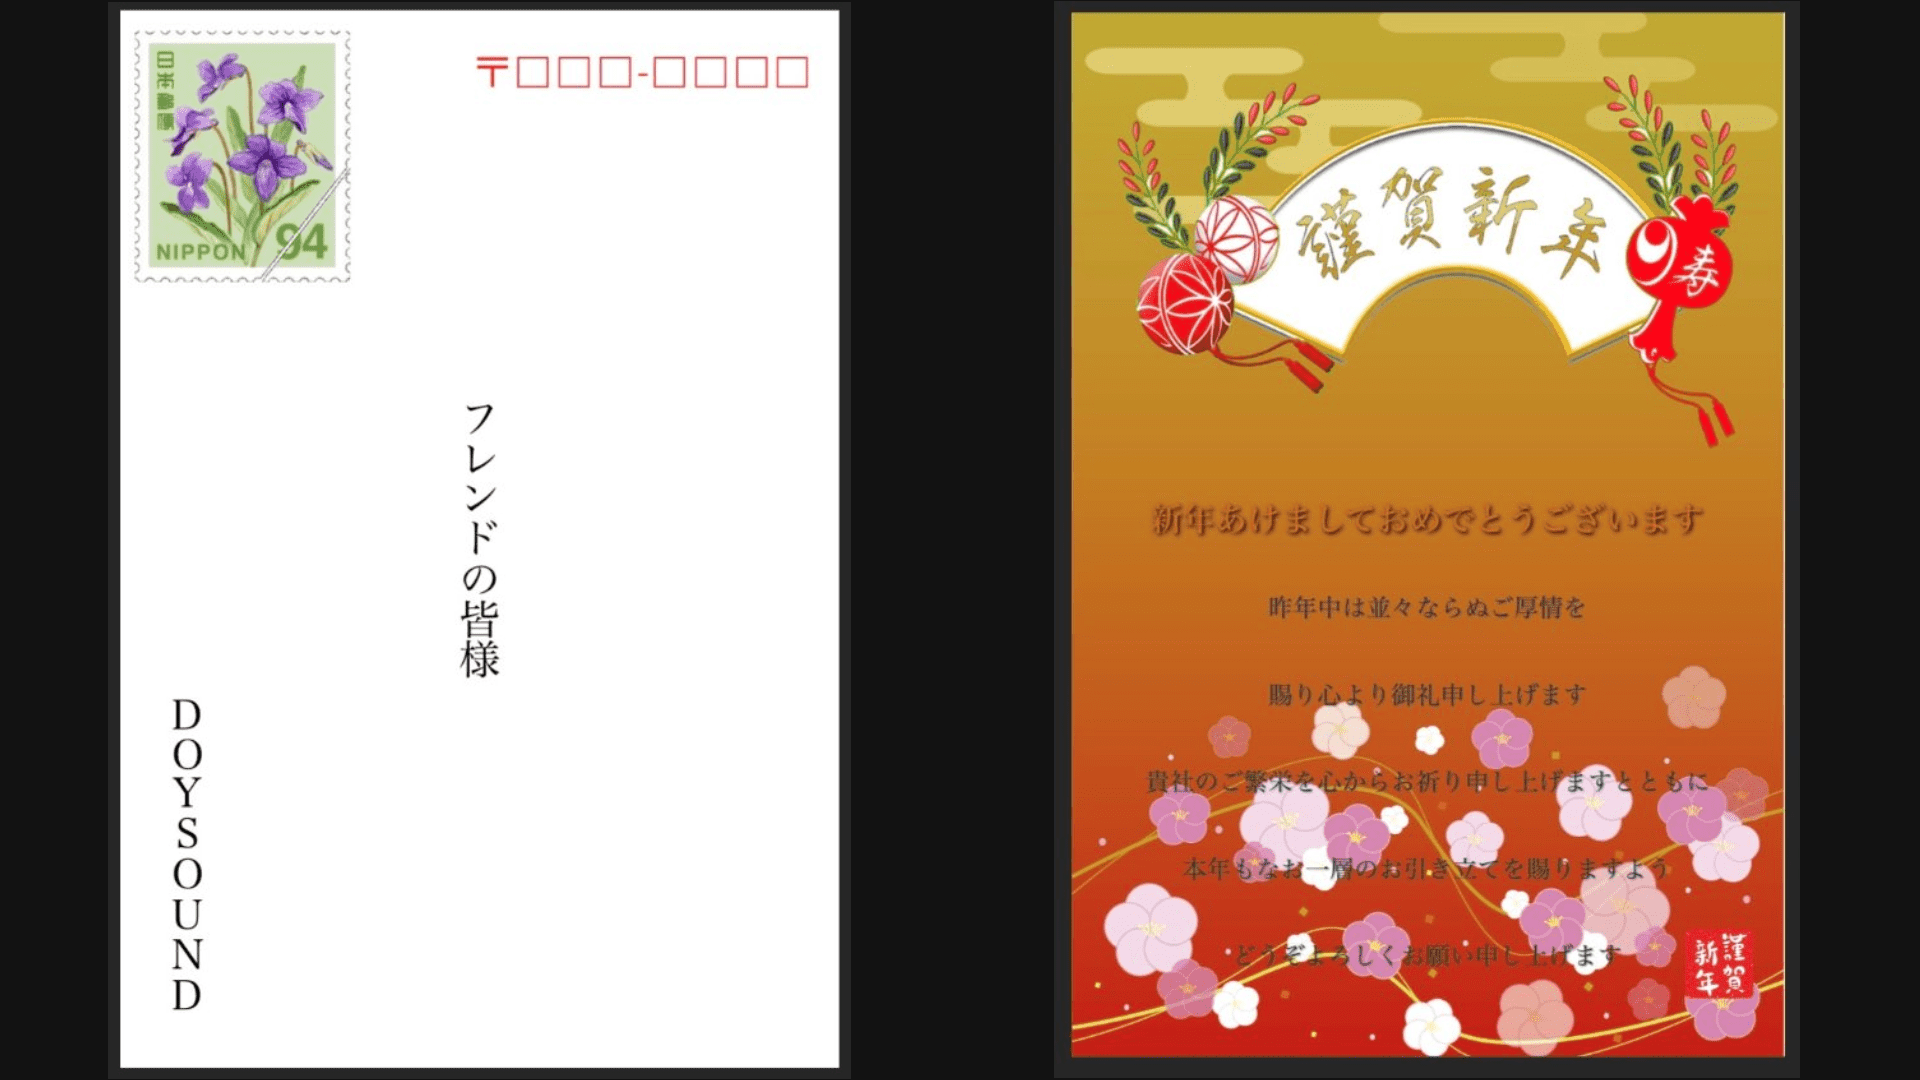 日本郵便
NIPPON 94
〒□□□-□□□□
フレンドの皆様
DOYSOUND
謹賀新年
春
新年あけましておめでとうございます
昨年中は並々ならぬご厚情を
賜り心より御礼申し上げます
貴社のご繁栄を心からお祈り申し上げますとともに
本年もなお一層のお引き立てを賜りますよう
どうぞよろしくお願い申し上げます
謹賀
新年